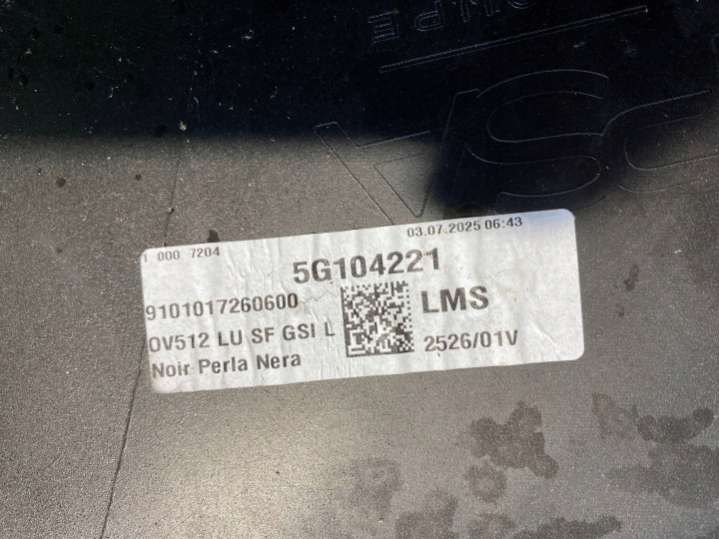 1 000 7204
03.07.2025 06:43
5G104221
9101017260600
LMS
OV512 LU SF GSI L
2526/01V
Noir Perla Nera